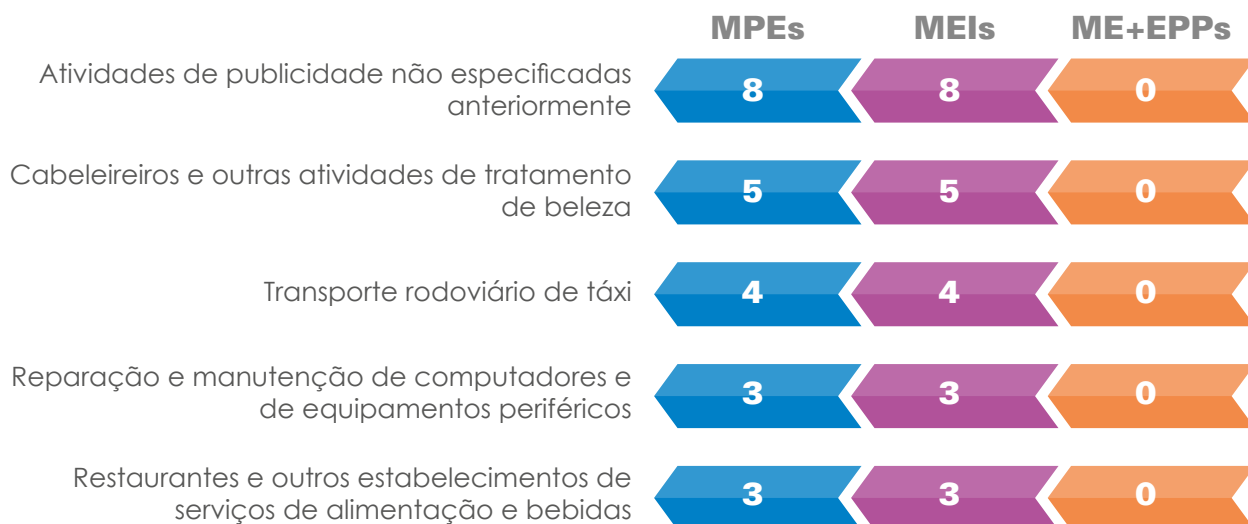 MPEs MEIs ME+EPPs
Atividades de publicidade não especificadas
anteriormente
8 8 0
Cabeleireiros e outras atividades de tratamento
de beleza
5 5 0
Transporte rodoviário de táxi
4 4 0
Reparação e manutenção de computadores e
de equipamentos periféricos
3 3 0
Restaurantes e outros estabelecimentos de
serviços de alimentação e bebidas
3 3 0